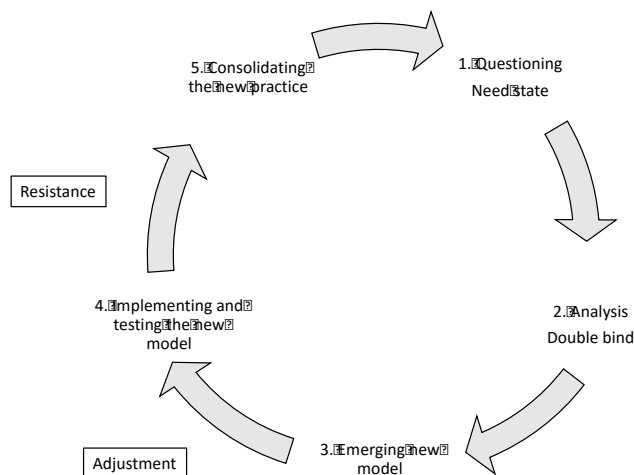 1. Questioning
Need state
2. Analysis
Double bind
3. Emerging new
model
4. Implementing and
testing the new
model
5. Consolidating
the new practice
Resistance
Adjustment